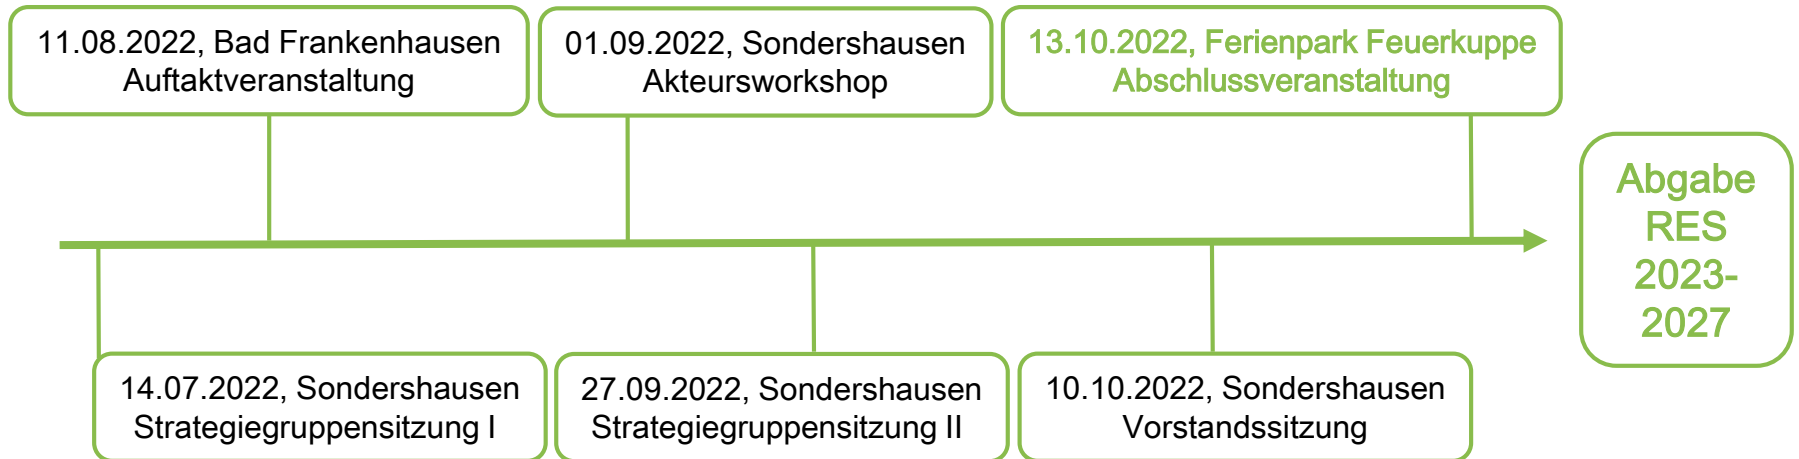 11.08.2022, Bad Frankenhausen
Auftaktveranstaltung
01.09.2022, Sondershausen
Akteursworkshop
13.10.2022, Ferienpark Feuerkuppe
Abschlussveranstaltung
Abgabe
RES
2023-
2027
14.07.2022, Sondershausen
Strategiegruppensitzung I
27.09.2022, Sondershausen
Strategiegruppensitzung II
10.10.2022, Sondershausen
Vorstandssitzung